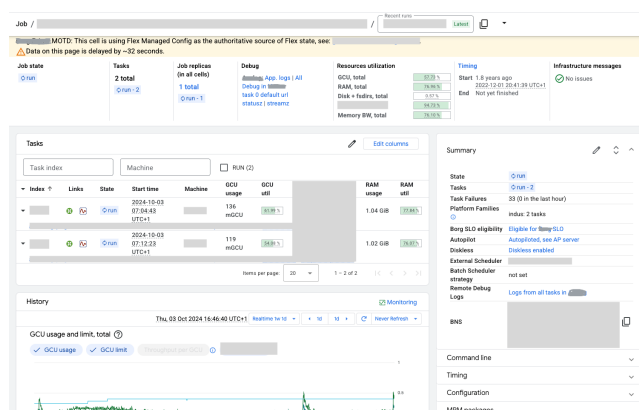 Job /
/
Recent runs
Latest
MOTD: This cell is using Flex Managed Config as the authoritative source of Flex state, see:
Data on this page is delayed by ~32 seconds.
Job state
run
Tasks
2 total
run - 2
Job replicas
(in all cells)
1 total
run - 1
Debug
App. logs | All
Debug in
task 0 default url
statusz | streamz
Resources utilization
GCU, total
RAM, total
Disk + fsdirs, total
Memory BW, total
Timing
Start 1.8 years ago
2022-12-01 20:41:39 UTC+1
End Not yet finished
Infrastructure messages
No issues
Tasks
Edit columns
Task index
Machine
RUN (2)
Index ↑ Links State Start time Machine GCU usage GCU util RAM usage RAM util
run 2024-10-03 07:04:43 UTC+1 136 mGCU 1.04 GiB
run 2024-10-03 07:12:23 UTC+1 119 mGCU 1.02 GiB
Items per page: 20 1 – 2 of 2
History
Monitoring
Thu, 03 Oct 2024 16:46:40 UTC+1 Realtime 1w 1d 1d 1d Never Refresh
GCU usage and limit, total
GCU usage
GCU limit
Throughput per GCU
Summary
State run
Tasks run - 2
Task Failures 33 (0 in the last hour)
Platform Families indus: 2 tasks
Borg SLO eligibility Eligible for SLO
Autopilot Autopiloted, see AP server
Diskless Diskless enabled
External Scheduler
Batch Scheduler strategy not set
Remote Debug Logs Logs from all tasks in
BNS
Command line
Timing
Configuration
MPM packages